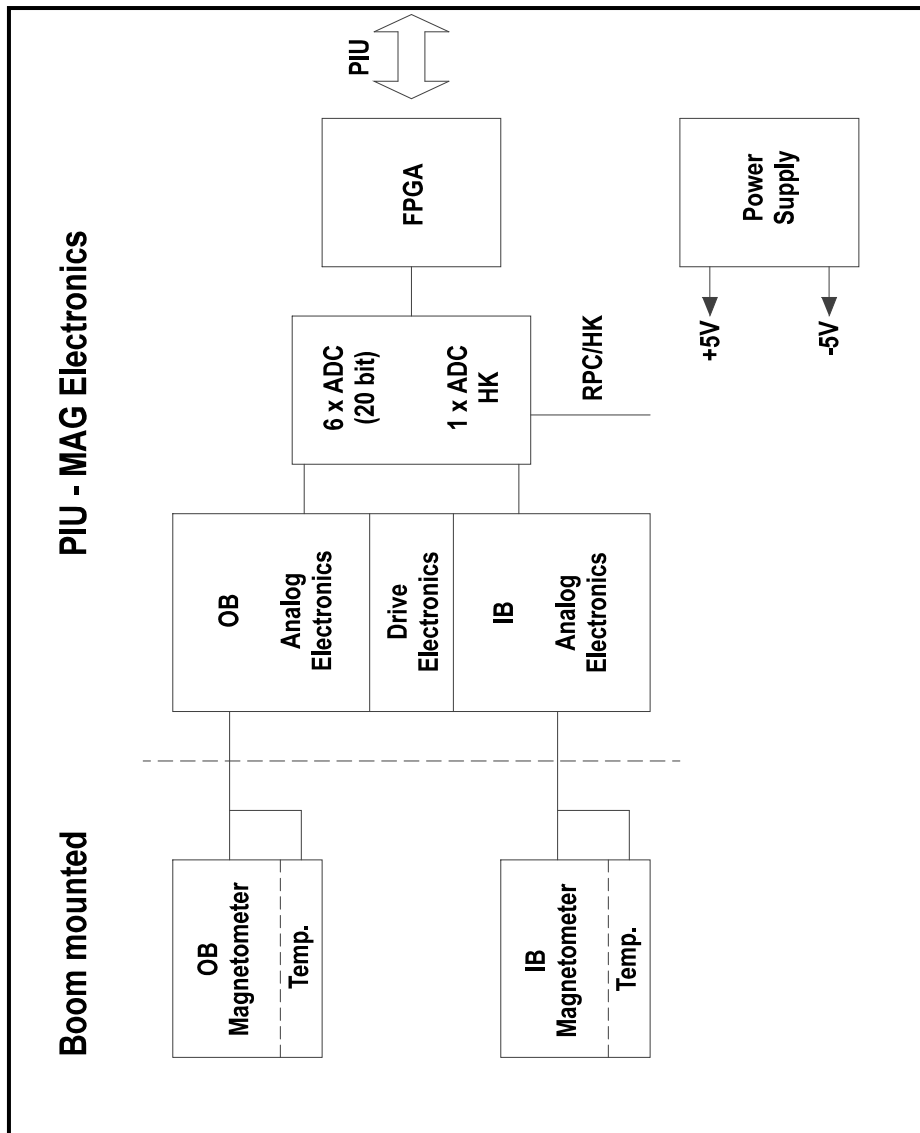 Boom mounted
PIU - MAG Electronics
OB
Magnetometer
Temp.
OB
Analog
Electronics
Drive
Electronics
IB
Analog
Electronics
6 x ADC
(20 bit)
1 x ADC
HK
FPGA
PIU
IB
Magnetometer
Temp.
RPC/HK
+5V
-5V
Power
Supply